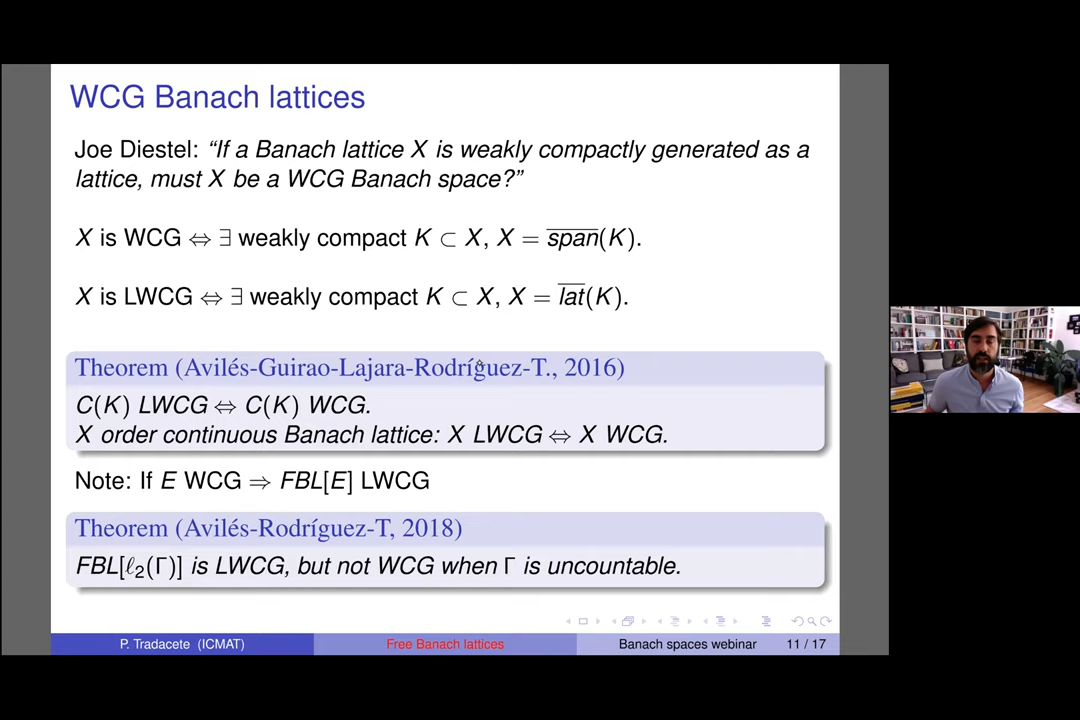 WCG Banach lattices
Joe Diestel: “If a Banach lattice X is weakly compactly generated as a
lattice, must X be a WCG Banach space?”
X is WCG ⇔ ∃ weakly compact K ⊂ X, X = \overline{span}(K).
X is LWCG ⇔ ∃ weakly compact K ⊂ X, X = \overline{lat}(K).
Theorem (Avilés-Guirao-Lajara-Rodríguez-T., 2016)
C(K) LWCG ⇔ C(K) WCG.
X order continuous Banach lattice: X LWCG ⇔ X WCG.
Note: If E WCG ⇒ FBL[E] LWCG
Theorem (Avilés-Rodríguez-T, 2018)
FBL[ℓ₂(Γ)] is LWCG, but not WCG when Γ is uncountable.
P. Tradacete (ICMAT) Free Banach lattices Banach spaces webinar 11 / 17